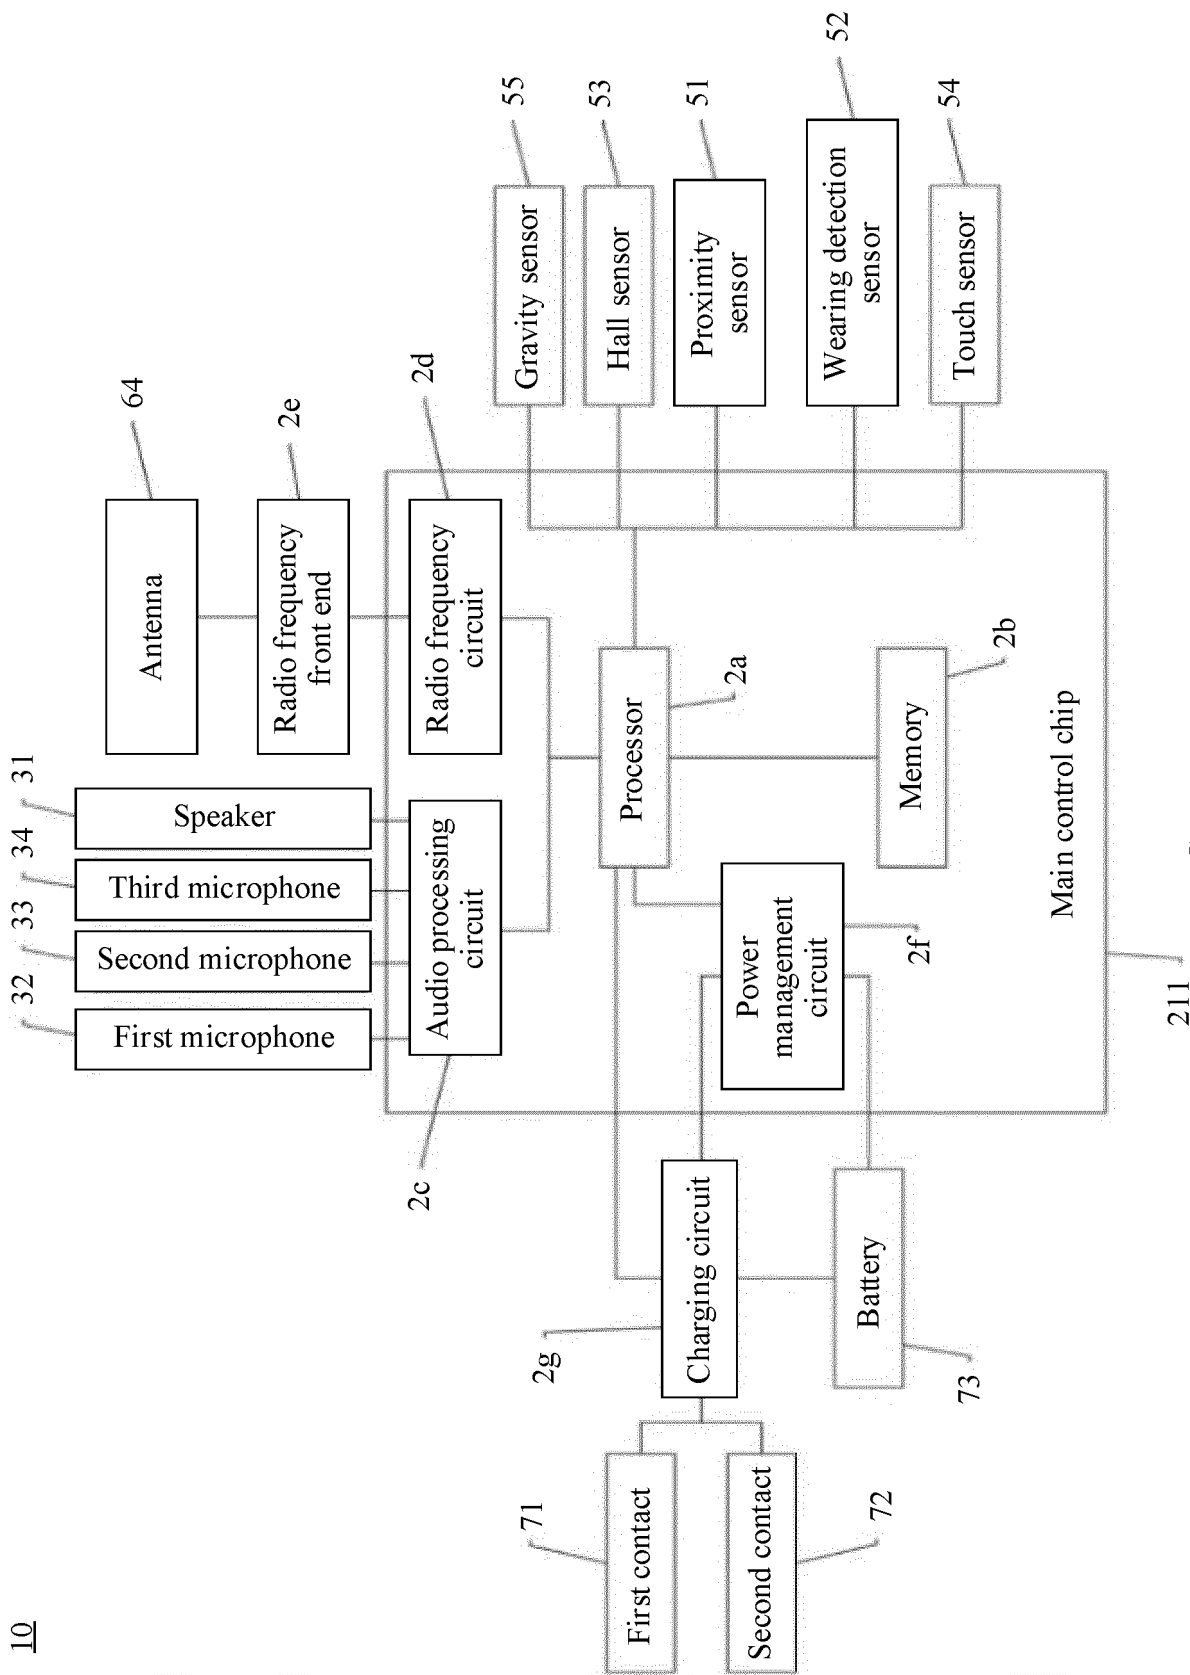 10
32
33
34
31
64
First microphone
Second microphone
Third microphone
Speaker
Antenna
2e
Radio frequency
front end
2c
Audio processing
circuit
Radio frequency
circuit
2d
55
Gravity sensor
53
Hall sensor
51
Proximity
sensor
52
Wearing detection
sensor
54
Touch sensor
71
First contact
Second contact
72
2g
Charging circuit
Battery
73
Processor
2a
Power
management
circuit
2f
Memory
2b
Main control chip
211